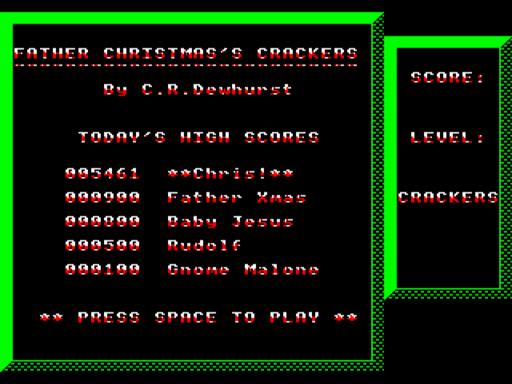 FATHER CHRISTMAS'S CRACKERS
By C.R.Dewhurst
TODAY'S HIGH SCORES
005461 **Chris!**
000900 Father Xmas
000800 Baby Jesus
000500 Rudolf
000100 Gnome Malone
** PRESS SPACE TO PLAY **
SCORE:
LEVEL:
CRACKERS